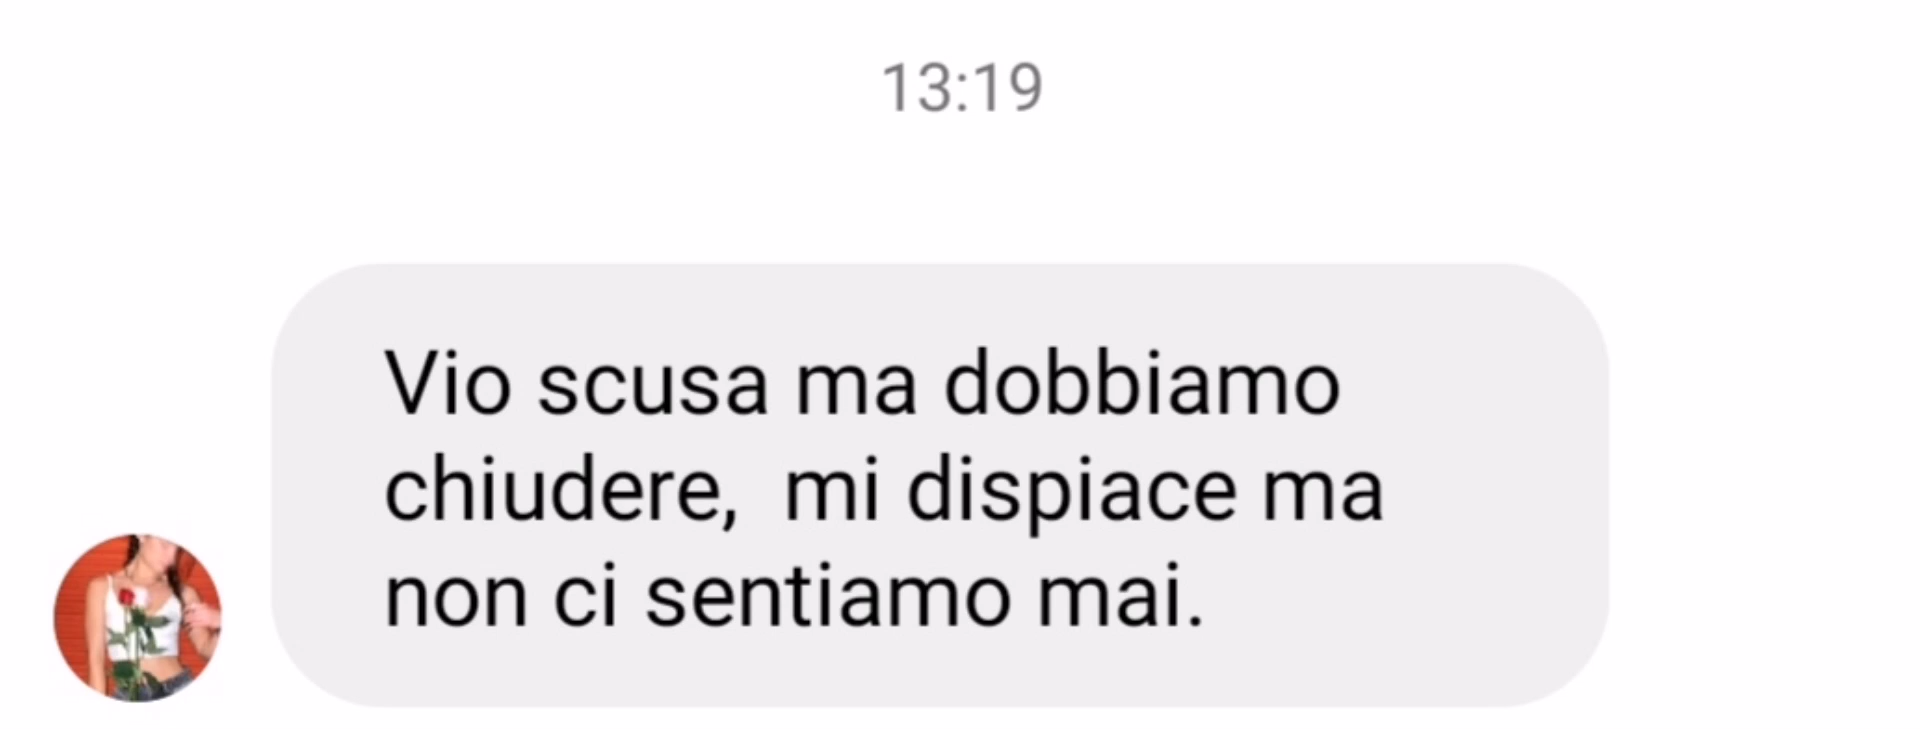 13:19
Vio scusa ma dobbiamo
chiudere,  mi dispiace ma
non ci sentiamo mai.